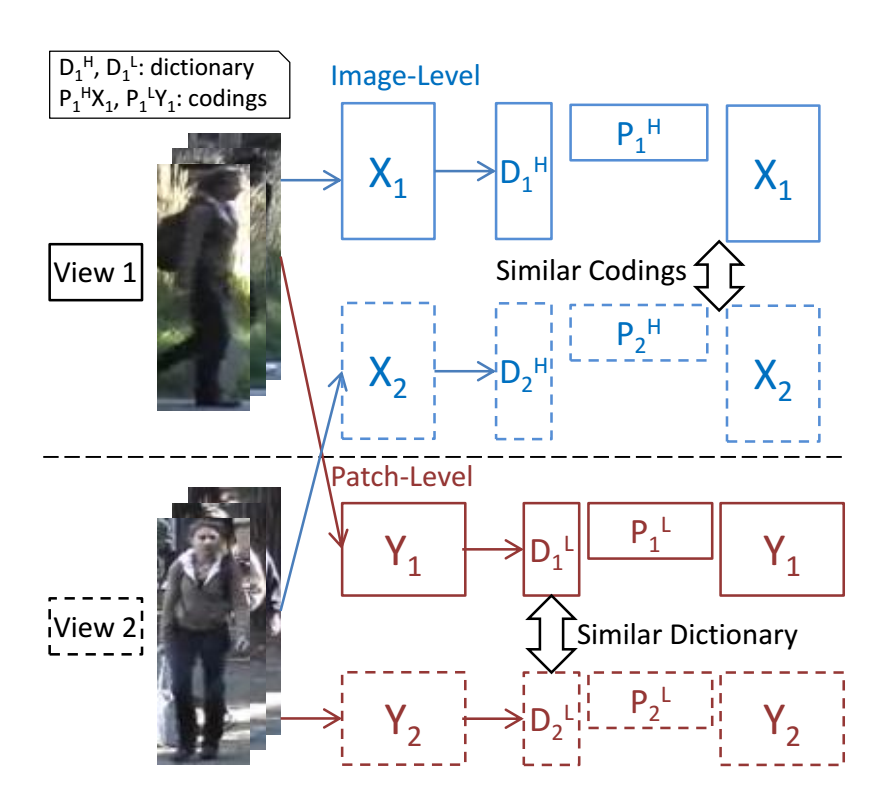 D₁ᴴ, D₁ᴸ: dictionary
P₁ᴴX₁, P₁ᴸY₁: codings
Image-Level
X₁
D₁ᴴ
P₁ᴴ
X₁
View 1
Similar Codings
X₂
D₂ᴴ
P₂ᴴ
X₂
Patch-Level
Y₁
D₁ᴸ
P₁ᴸ
Y₁
View 2
Similar Dictionary
Y₂
D₂ᴸ
P₂ᴸ
Y₂